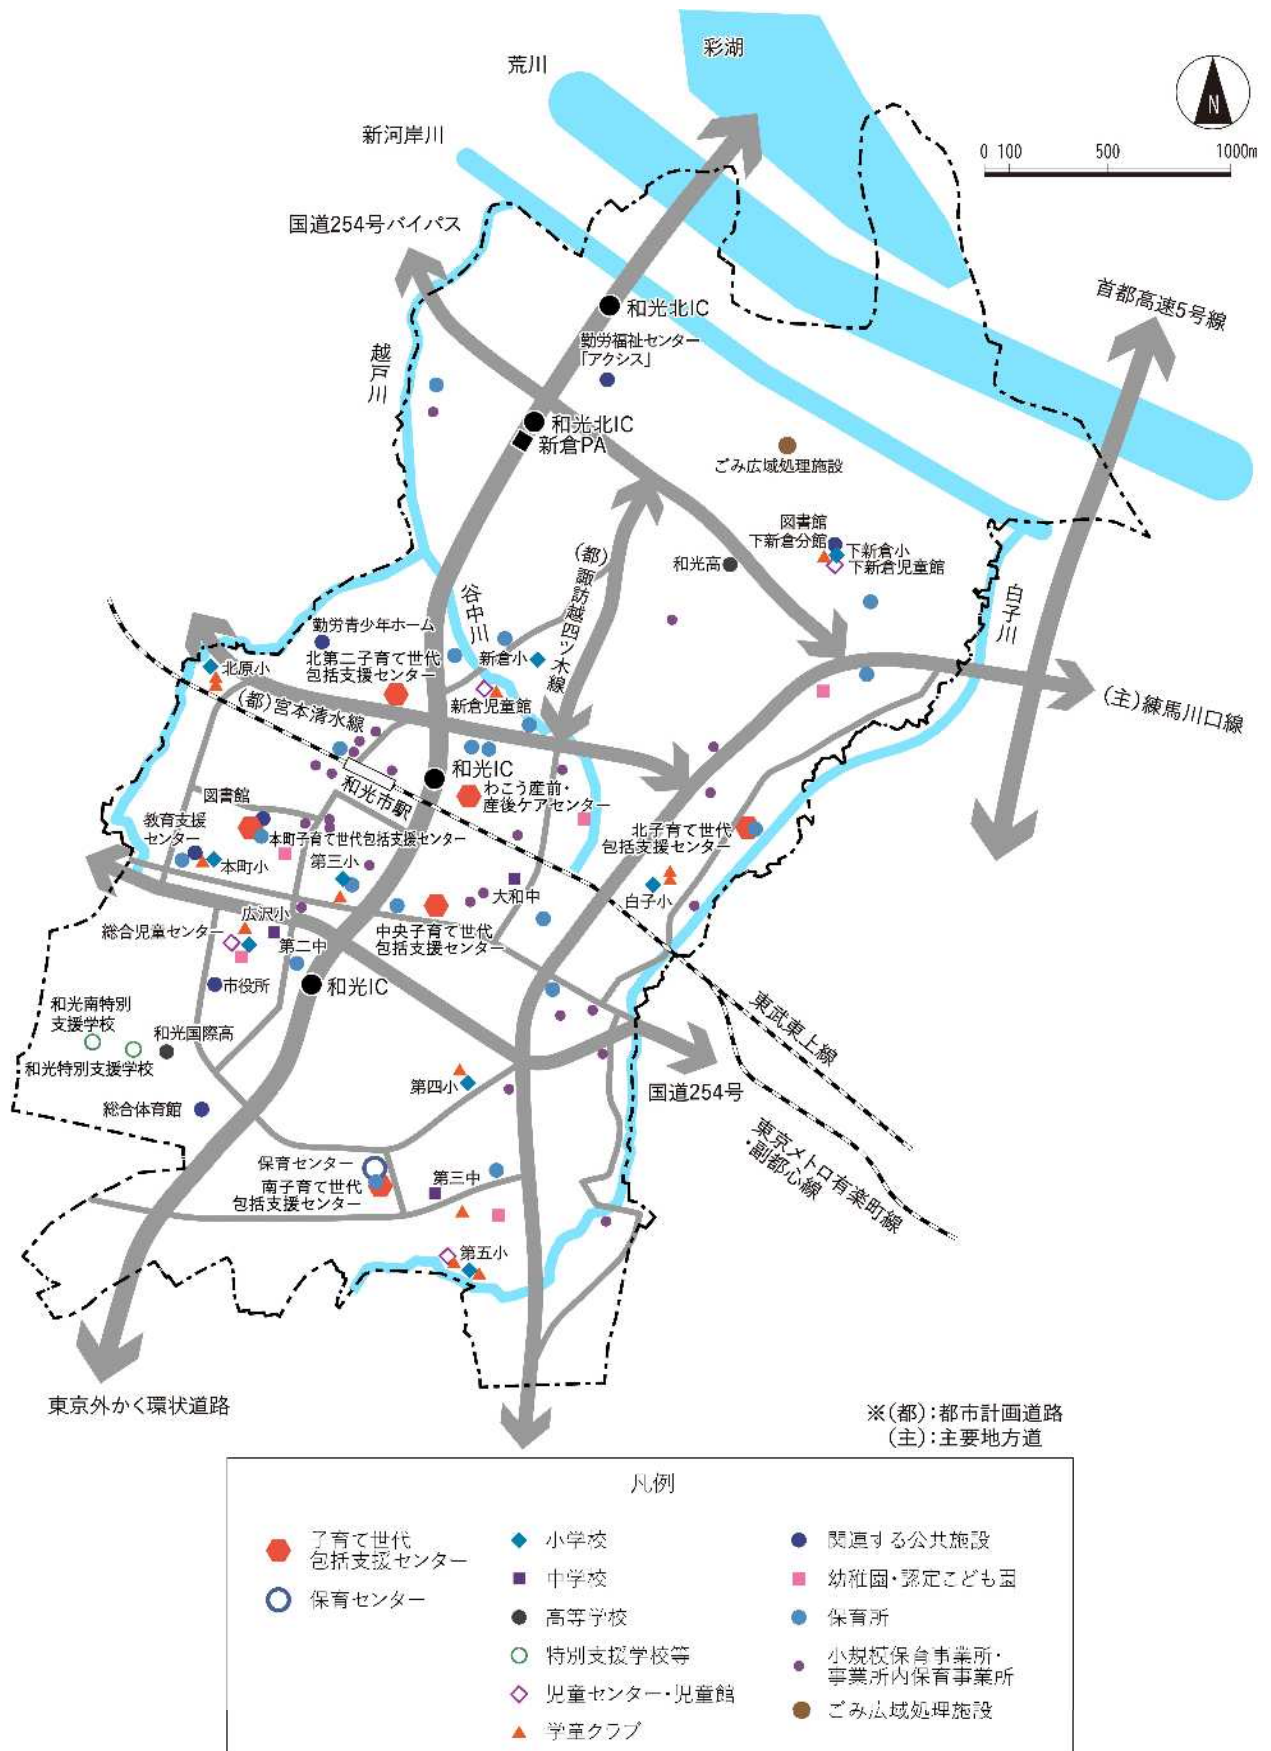 彩湖
荒川
新河岸川
N
0 100 500 1000m
国道254号バイパス
首都高速5号線
和光北IC
勤労福祉センター
「アクシス」
越戸川
和光北IC
新倉PA
ごみ広域処理施設
図書館
下新倉分館
下新倉小
下新倉児童館
和光高
(都)諏訪越四ツ木線
白子川
谷中川
勤労青少年ホーム
北第二子育て世代
包括支援センター
新倉小
北原小
新倉児童館
(都)宮本清水線
(主)練馬川口線
和光IC
和光市駅
わこう産前・
産後ケアセンター
図書館
教育支援
センター
本町子育て世代包括支援センター
北子育て世代
包括支援センター
本町小
第三小
大和中
白子小
広沢小
総合児童センター
第二中
中央子育て世代
包括支援センター
市役所
和光IC
和光南特別
支援学校
和光国際高
和光特別支援学校
東武東上線
第四小
国道254号
総合体育館
東京メトロ有楽町線
・副都心線
保育センター
南子育て世代
包括支援センター
第三中
第五小
東京外かく環状道路
※(都):都市計画道路
(主):主要地方道
凡例
子育て世代
包括支援センター
保育センター
小学校
中学校
高等学校
特別支援学校等
児童センター・児童館
学童クラブ
関連する公共施設
幼稚園・認定こども園
保育所
小規模保育事業所・
事業所内保育事業所
ごみ広域処理施設